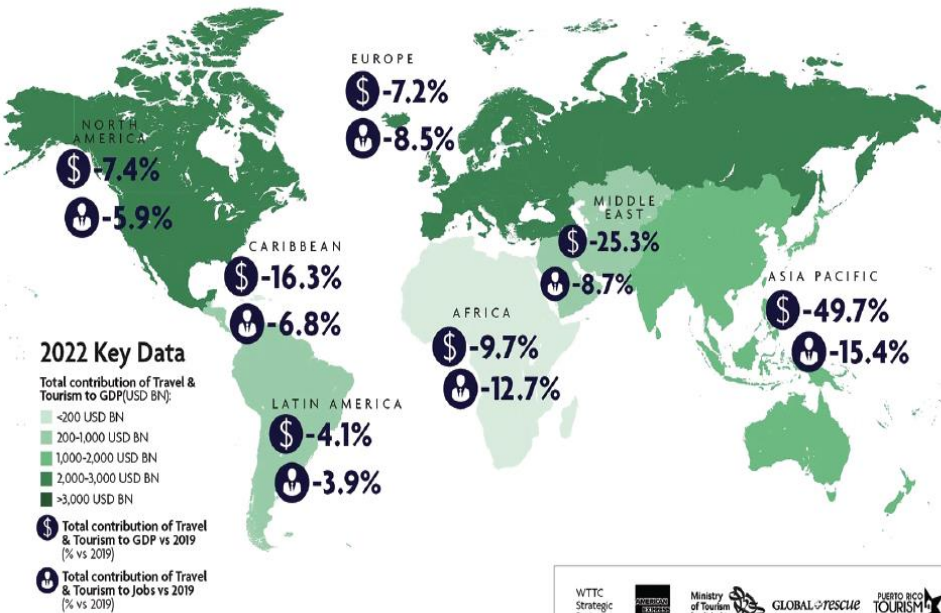 EUROPE
-7.2%
-8.5%
NORTH
AMERICA
-7.4%
-5.9%
MIDDLE
EAST
-25.3%
-8.7%
CARIBBEAN
-16.3%
-6.8%
ASIA PACIFIC
-49.7%
-15.4%
AFRICA
-9.7%
-12.7%
LATIN AMERICA
-4.1%
-3.9%
2022 Key Data
Total contribution of Travel &
Tourism to GDP(USD BN):
<200 USD BN
200-1,000 USD BN
1,000-2,000 USD BN
2,000-3,000 USD BN
>3,000 USD BN
$ Total contribution of Travel
& Tourism to GDP vs 2019
(% vs 2019)
Total contribution of Travel
& Tourism to Jobs vs 2019
(% vs 2019)
WTTC
Strategic
AMERICAN
EXPRESS
Ministry
of Tourism
GLOBAL rescue
PUERTO RICO
TOURISM